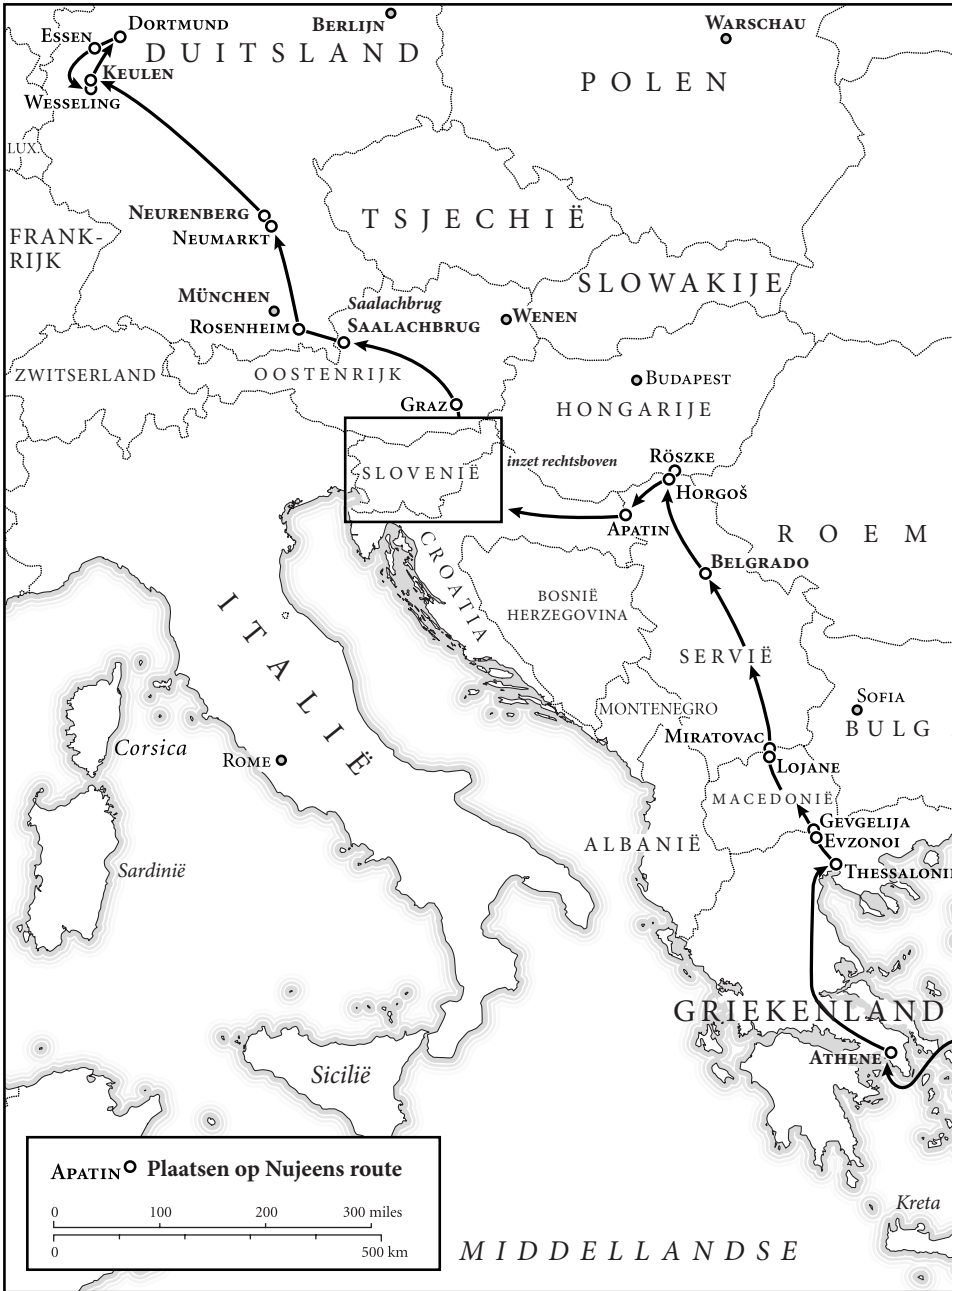 DORTMUND
ESSEN
BERLIJN
WARSCHAU
DUITSLAND
KEULEN
POLEN
WESSELING
LUX.
NEURENBERG
TSJECHIË
NEUMARKT
FRANK-
RIJK
SLOWAKIJE
MÜNCHEN
Saalachbrug
WENEN
ROSENHEIM
SAALACHBRUG
ZWITSERLAND
OOSTENRIJK
BUDAPEST
GRAZ
HONGARIJE
RÖSZKE
inzet rechtsboven
SLOVENIË
HORGOŠ
APATIN
ROEM
CROATIA
BELGRADO
BOSNIË
HERZEGOVINA
ITALIË
SERVIË
SOFIA
MONTENEGRO
BULG
MIRATOVAC
Corsica
ROME
LOJANE
MACEDONIË
GEVGELIJA
EVZONOI
ALBANIË
Sardinië
THESSALONI
GRIEKENLAND
ATHENE
Sicilië
APATIN Plaatsen op Nujeens route
0 100 200 300 miles
0 500 km
Kreta
MIDDELLANDSE